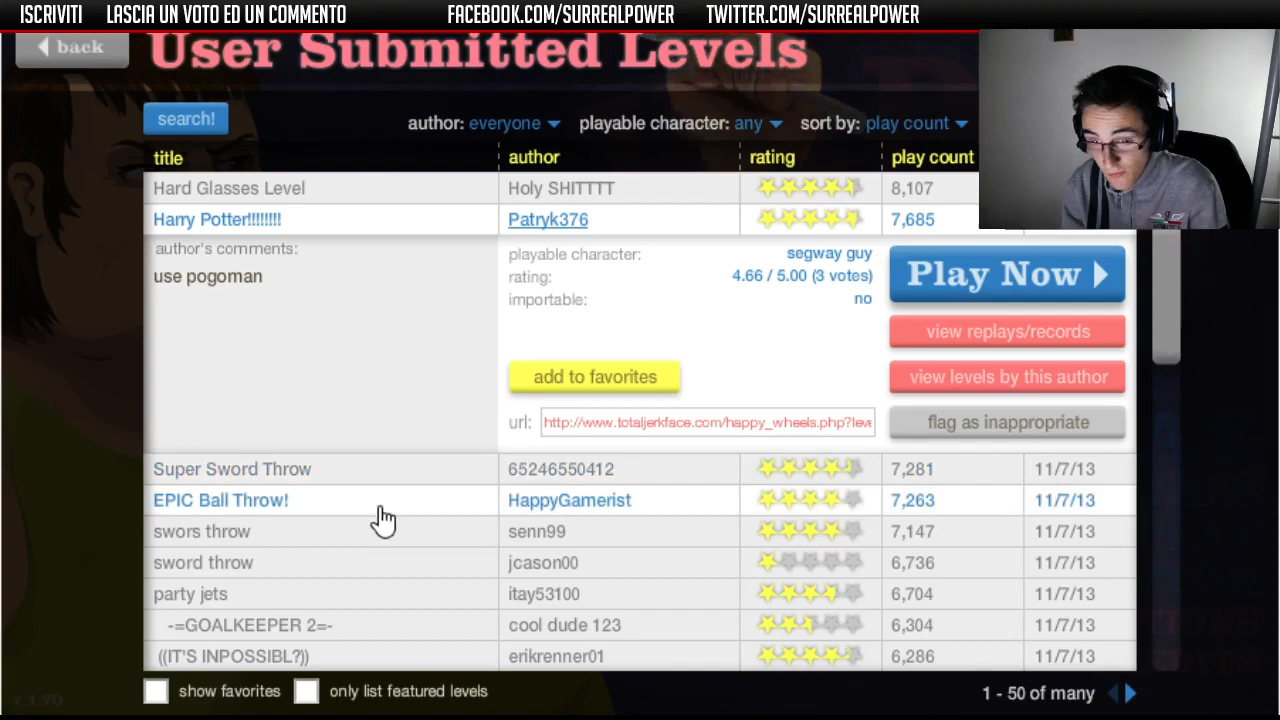 ISCRIVITI LASCIA UN VOTO ED UN COMMENTO FACEBOOK.COM/SURREALPOWER TWITTER.COM/SURREALPOWER
back User Submitted Levels
search! author: everyone playable character: any sort by: play count
title author rating play count
Hard Glasses Level Holy SHITTTT 8,107
Harry Potter!!!!!!!! Patryk376 7,685
author's comments: playable character: segway guy Play Now
use pogoman rating: 4.66 / 5.00 (3 votes)
importable: no
view replays/records
add to favorites view levels by this author
url: http://www.totaljerkface.com/happy_wheels.php?leve flag as inappropriate
Super Sword Throw 65246550412 7,281 11/7/13
EPIC Ball Throw! HappyGamerist 7,263 11/7/13
swors throw senn99 7,147 11/7/13
sword throw jcason00 6,736 11/7/13
party jets itay53100 6,704 11/7/13
-=GOALKEEPER 2=- cool dude 123 6,304 11/7/13
((IT'S INPOSSIBL?)) erikrenner01 6,286 11/7/13
show favorites only list featured levels 1 - 50 of many